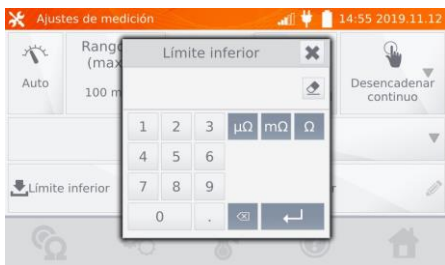 Ajustes de medición 14:55 2019.11.12
Límite inferior
Auto
100 m
Desencadenar
continuo
1 2 3 µΩ mΩ Ω
4 5 6
7 8 9
0 .
Límite inferior